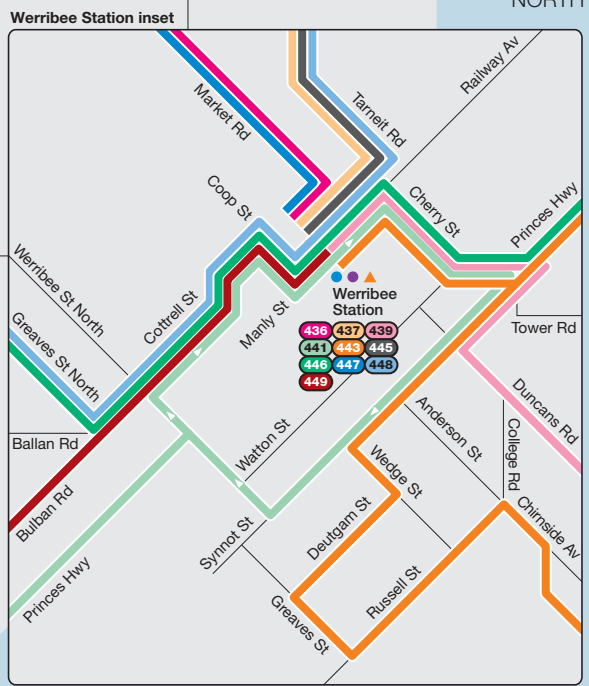 NORTH
Werribee Station inset
Railway Av
Market Rd
Tarneit Rd
Coop St
Cherry St
Princes Hwy
Werribee St North
Cottrell St
Manly St
Werribee
Station
436 437 439
441 443 445
446 447 448
449
Tower Rd
Greaves St North
Ballan Rd
Bulban Rd
Watton St
Anderson St
College Rd
Duncans Rd
Wedge St
Chirnside Av
Synnot St
Deutgam St
Princes Hwy
Greaves St
Russell St